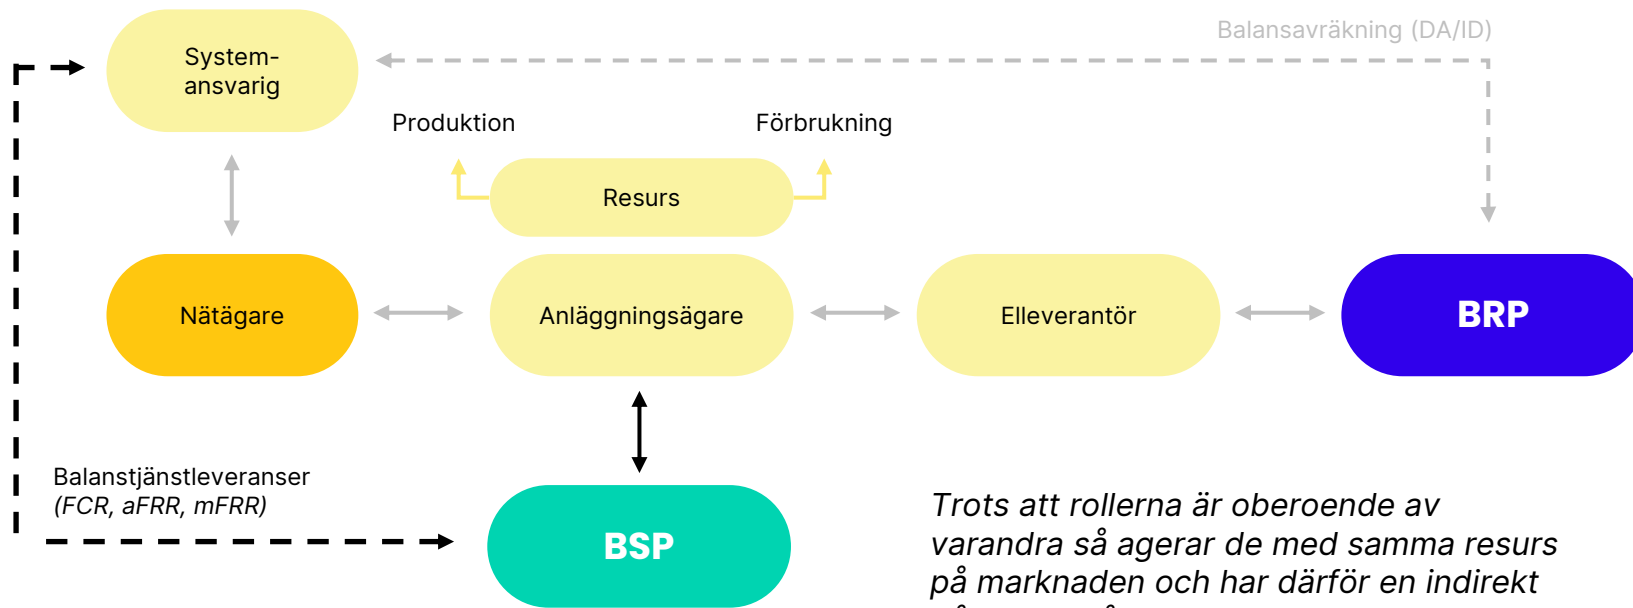 Balansavräkning (DA/ID)
System-
ansvarig
Produktion
Förbrukning
Resurs
Nätägare
Anläggningsägare
Elleverantör
BRP
Balanstjänstleveranser
(FCR, aFRR, mFRR)
BSP
Trots att rollerna är oberoende av
varandra så agerar de med samma resurs
på marknaden och har därför en indirekt